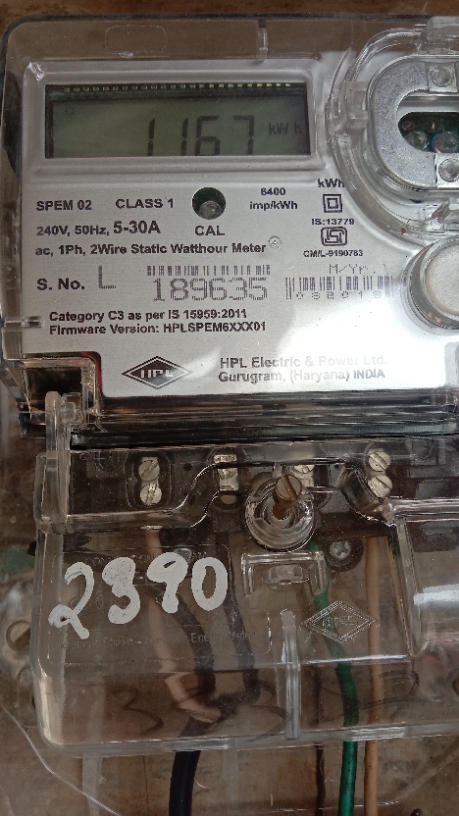 1167 kWh
SPEM 02 CLASS 1
6400 imp/kWh
kWh
240V, 50Hz, 5-30A
CAL
IS:13779
ac, 1Ph, 2Wire Static Watthour Meter
CM/L-9190783
M/Yr.
S. No. L 189635
Category C3 as per IS 15959:2011
Firmware Version: HPLSPEM6XXX01
HPL
HPL Electric & Power Ltd.
Gurugram, (Haryana) INDIA
2390
HPL